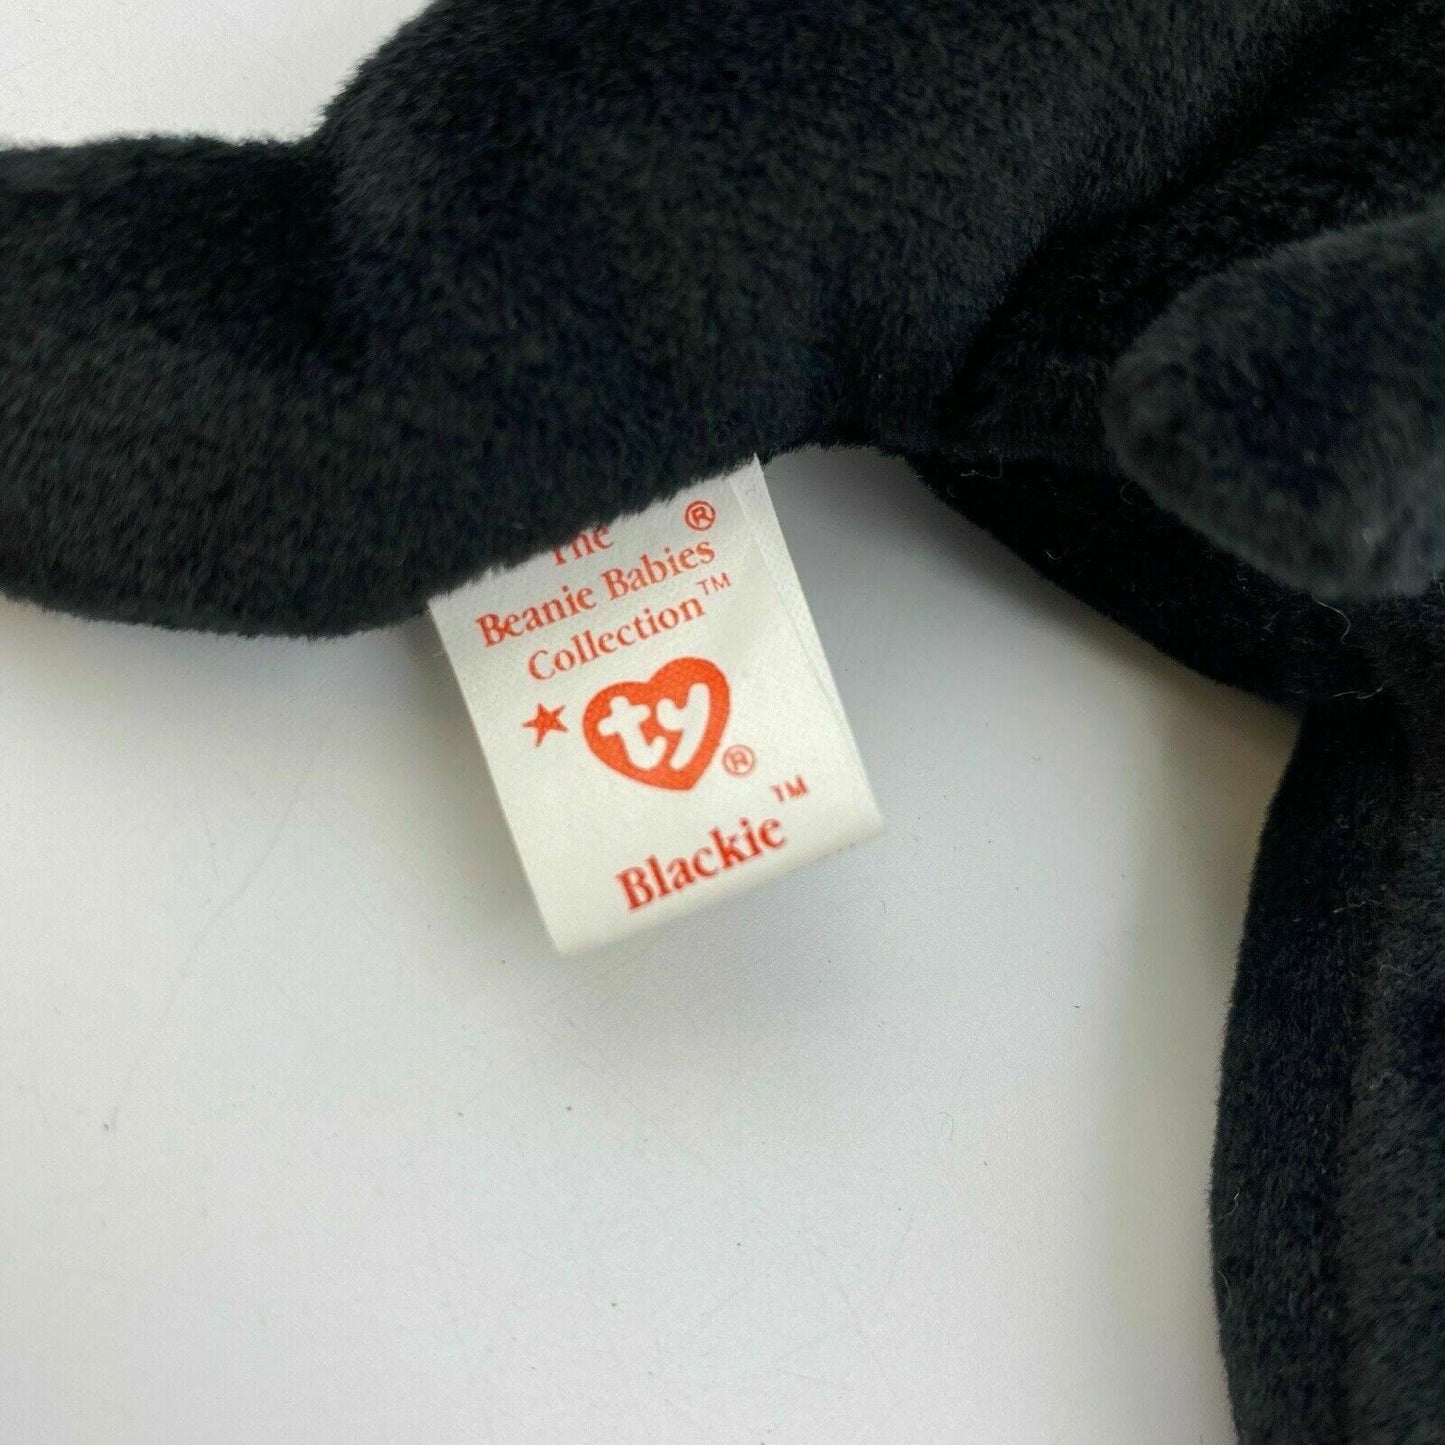 The ®
Beanie Babies
Collection™
ty®
Blackie™